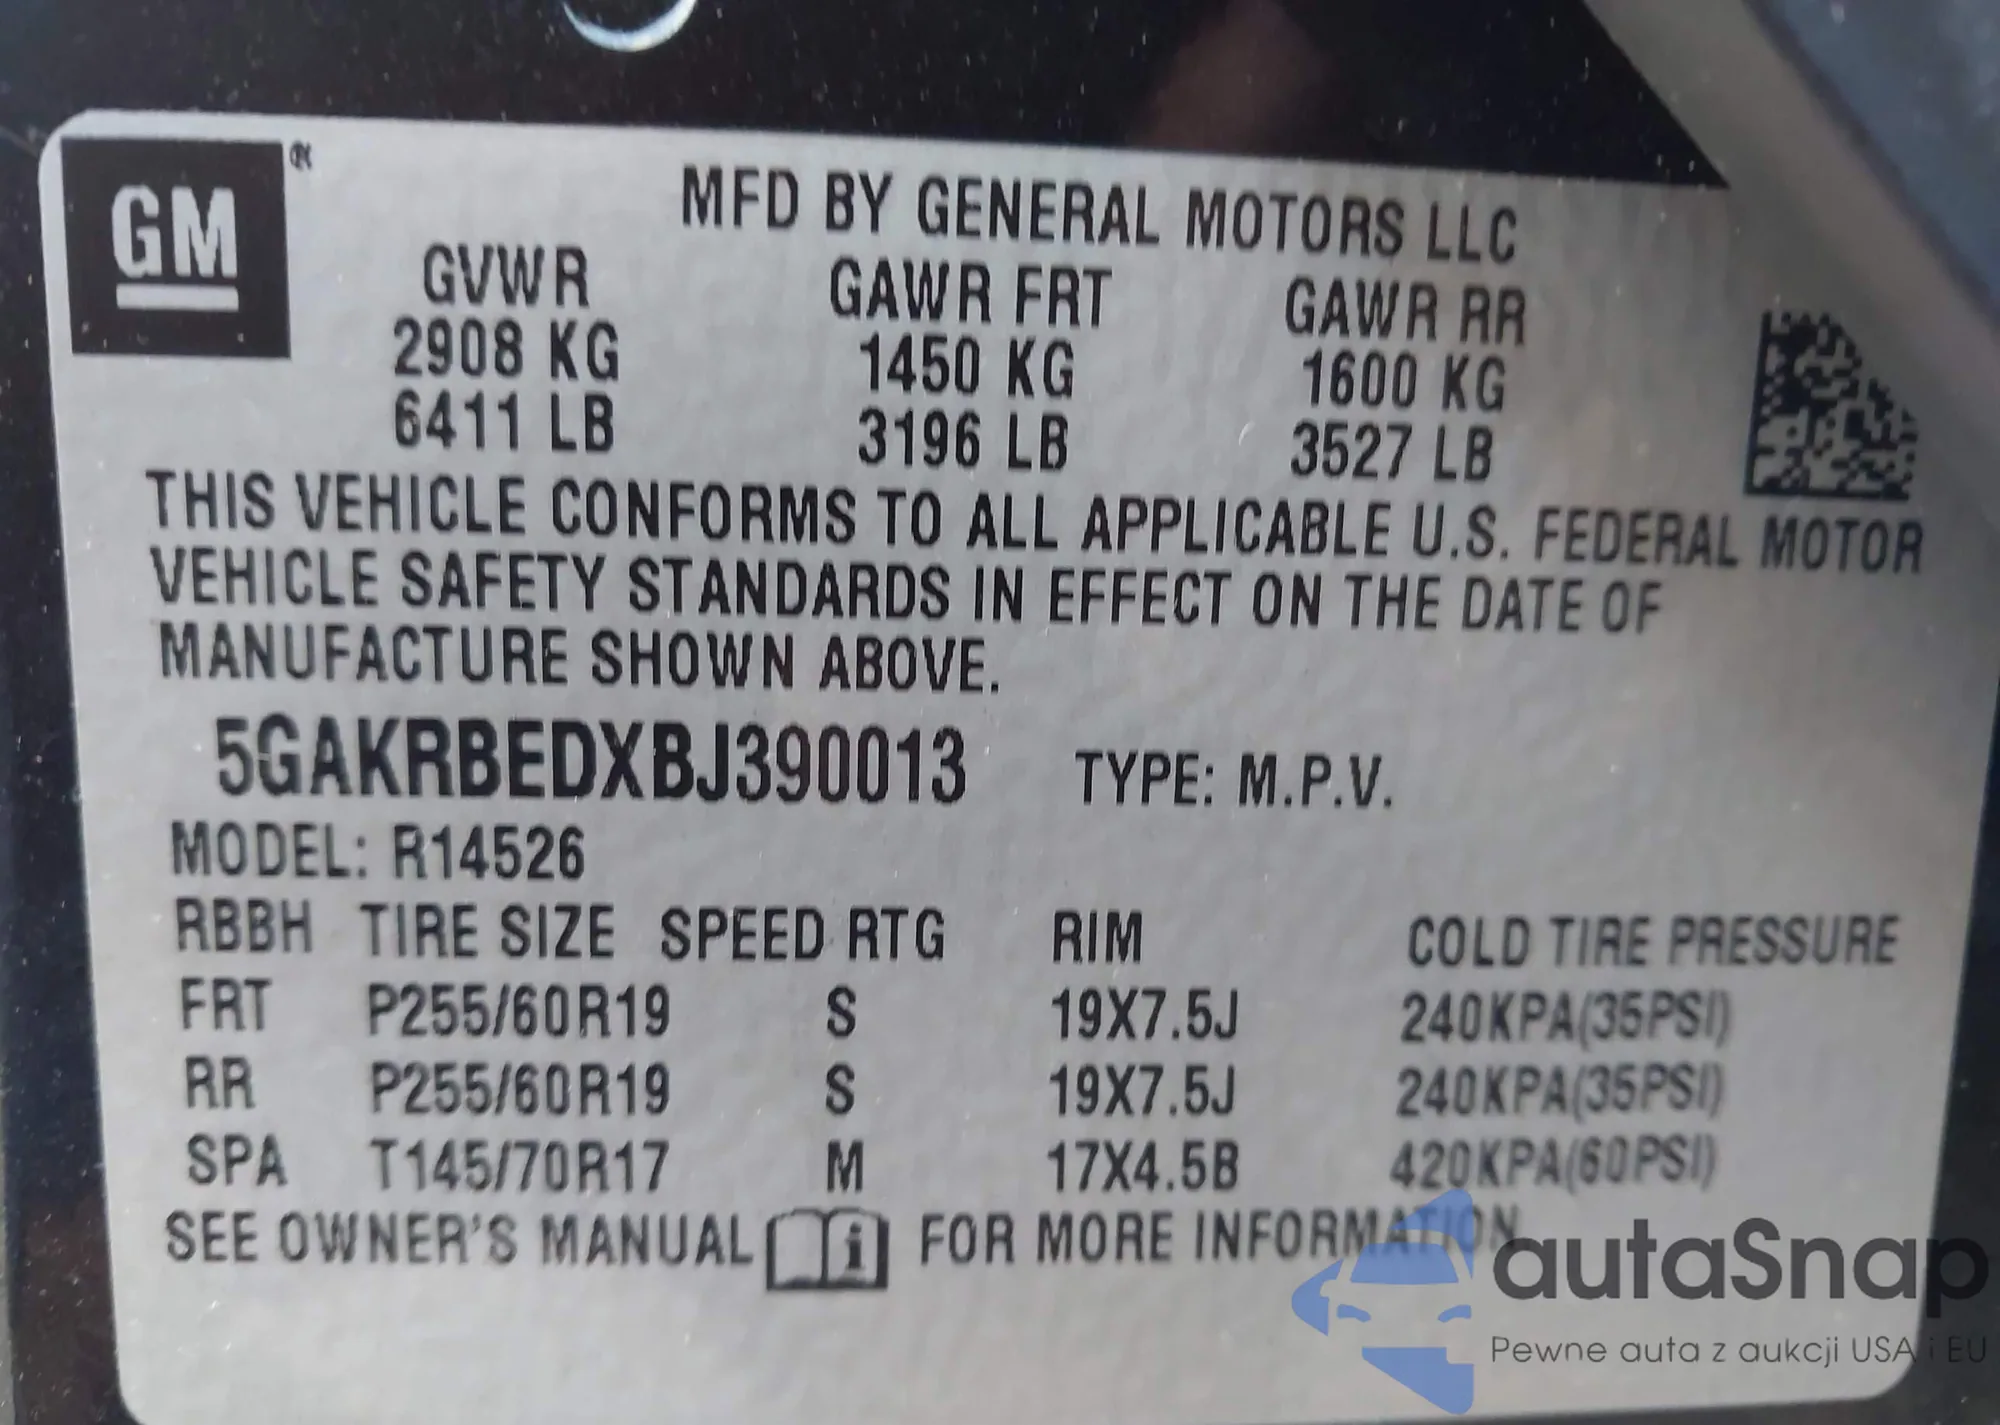 GM®
MFD BY GENERAL MOTORS LLC
GVWR GAWR FRT GAWR RR
2908 KG 1450 KG 1600 KG
6411 LB 3196 LB 3527 LB
THIS VEHICLE CONFORMS TO ALL APPLICABLE U.S. FEDERAL MOTOR
VEHICLE SAFETY STANDARDS IN EFFECT ON THE DATE OF
MANUFACTURE SHOWN ABOVE.
5GAKRBEDXBJ390013 TYPE: M.P.V.
MODEL: R14526
RBBH TIRE SIZE SPEED RTG RIM COLD TIRE PRESSURE
FRT P255/60R19 S 19X7.5J 240KPA(35PSI)
RR P255/60R19 S 19X7.5J 240KPA(35PSI)
SPA T145/70R17 M 17X4.5B 420KPA(60PSI)
SEE OWNER'S MANUAL i FOR MORE INFORMATION
autaSnap
Pewne auta z aukcji USA i EU